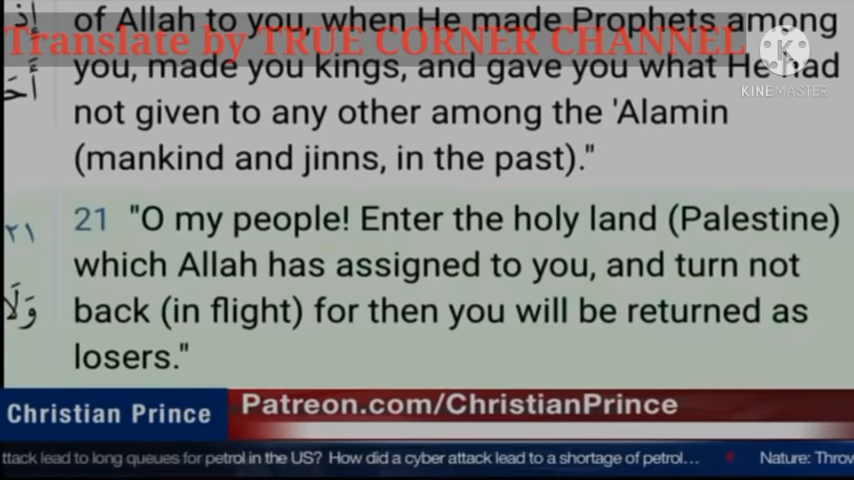 إِذْ
of Allah to you, when He made Prophets among
Translate by TRUE CORNER CHANNEL
you, made you kings, and gave you what He had
K
KINEMASTER
not given to any other among the 'Alamin
(mankind and jinns, in the past)."
٢١
21 "O my people! Enter the holy land (Palestine)
which Allah has assigned to you, and turn not
وَلَا
back (in flight) for then you will be returned as
losers."
Christian Prince
Patreon.com/ChristianPrince
ttack lead to long queues for petrol in the US? How did a cyber attack lead to a shortage of petrol... Nature: Throw